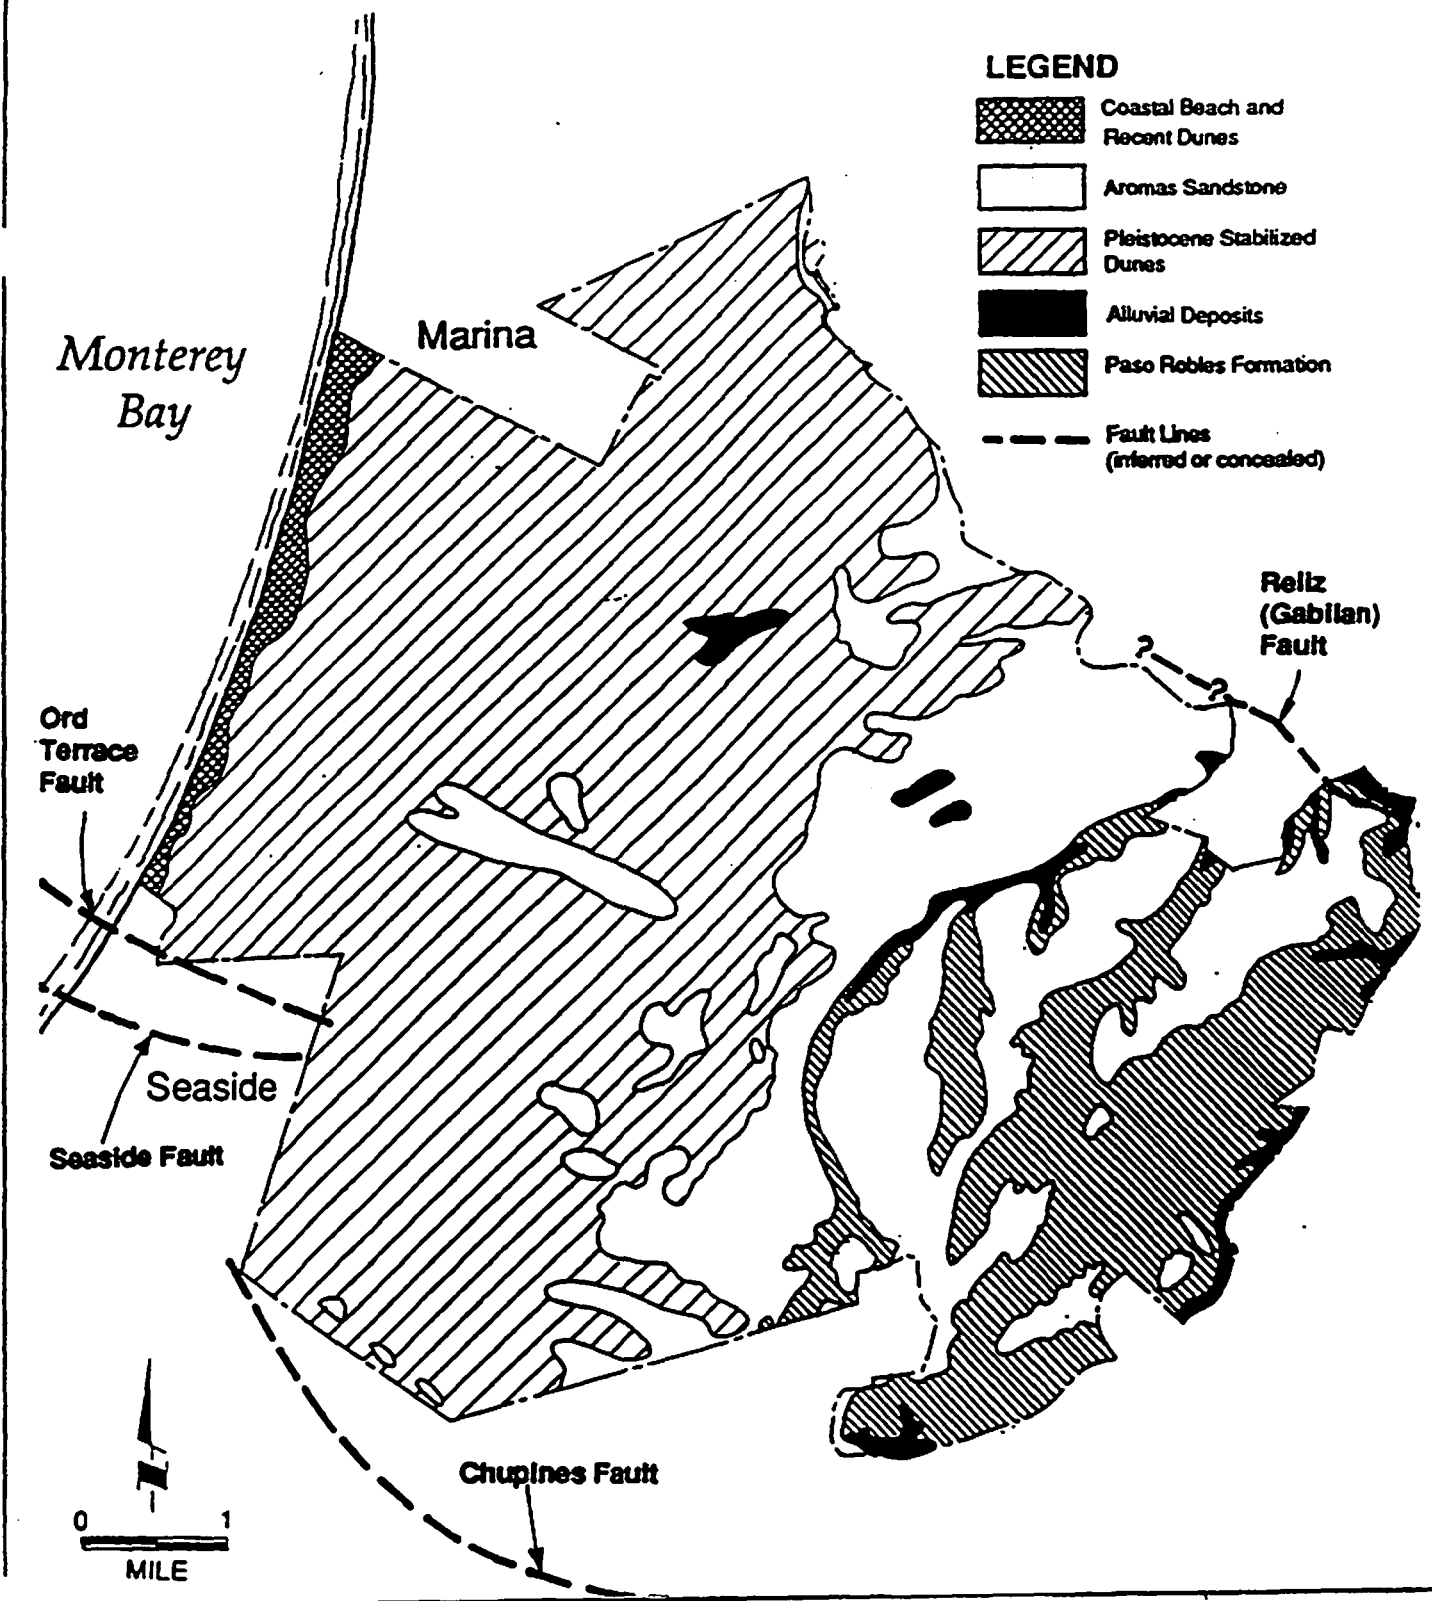 LEGEND
Coastal Beach and
Recent Dunes
Aromas Sandstone
Pleistocene Stabilized
Dunes
Alluvial Deposits
Paso Robles Formation
Fault Lines
(inferred or concealed)
Marina
Monterey
Bay
Reliz
(Gabilan)
Fault
?
?
Ord
Terrace
Fault
Seaside
Seaside Fault
Chupines Fault
N
0 1
MILE